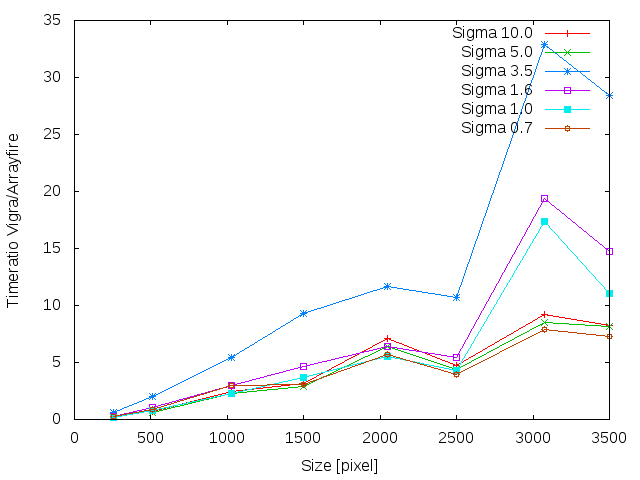 35
30
25
20
15
10
5
0
Timeratio Vigra/Arrayfire
Sigma 10.0
Sigma 5.0
Sigma 3.5
Sigma 1.6
Sigma 1.0
Sigma 0.7
0 500 1000 1500 2000 2500 3000 3500
Size [pixel]